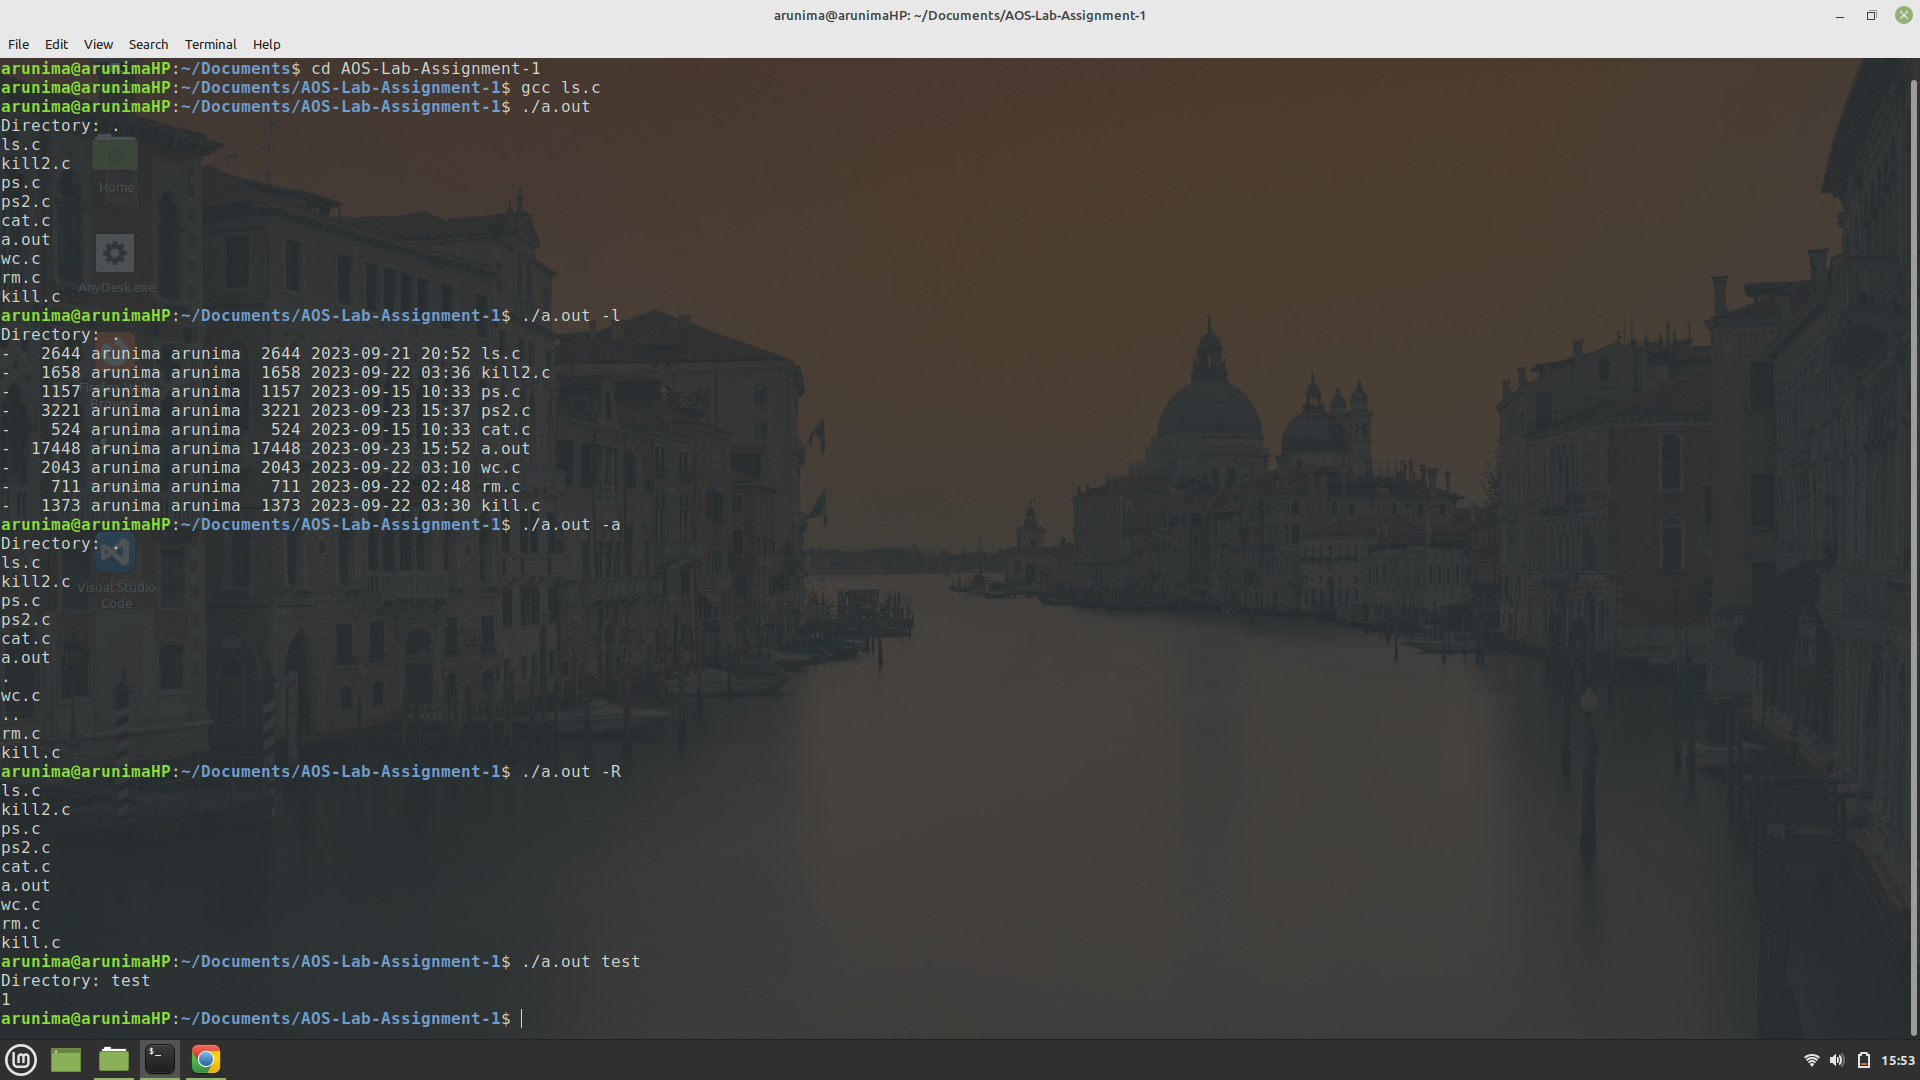 arunima@arunimaHP: ~/Documents/AOS-Lab-Assignment-1
File Edit View Search Terminal Help
arunima@arunimaHP:~/Documents$ cd AOS-Lab-Assignment-1
arunima@arunimaHP:~/Documents/AOS-Lab-Assignment-1$ gcc ls.c
arunima@arunimaHP:~/Documents/AOS-Lab-Assignment-1$ ./a.out
Directory: .
ls.c
kill2.c
ps.c
Home
ps2.c
cat.c
a.out
wc.c
rm.c
AnyDesk.exe
kill.c
arunima@arunimaHP:~/Documents/AOS-Lab-Assignment-1$ ./a.out -l
Directory: .
-   2644 arunima arunima  2644 2023-09-21 20:52 ls.c
-   1658 arunima arunima  1658 2023-09-22 03:36 kill2.c
-   1157 arunima arunima  1157 2023-09-15 10:33 ps.c
-   3221 arunima arunima  3221 2023-09-23 15:37 ps2.c
-    524 arunima arunima   524 2023-09-15 10:33 cat.c
-  17448 arunima arunima 17448 2023-09-23 15:52 a.out
-   2043 arunima arunima  2043 2023-09-22 03:10 wc.c
-    711 arunima arunima   711 2023-09-22 02:48 rm.c
-   1373 arunima arunima  1373 2023-09-22 03:30 kill.c
arunima@arunimaHP:~/Documents/AOS-Lab-Assignment-1$ ./a.out -a
Directory: .
ls.c
kill2.c
Visual Studio
Code
ps.c
ps2.c
cat.c
a.out
.
wc.c
..
rm.c
kill.c
arunima@arunimaHP:~/Documents/AOS-Lab-Assignment-1$ ./a.out -R
ls.c
kill2.c
ps.c
ps2.c
cat.c
a.out
wc.c
rm.c
kill.c
arunima@arunimaHP:~/Documents/AOS-Lab-Assignment-1$ ./a.out test
Directory: test
1
arunima@arunimaHP:~/Documents/AOS-Lab-Assignment-1$
15:53